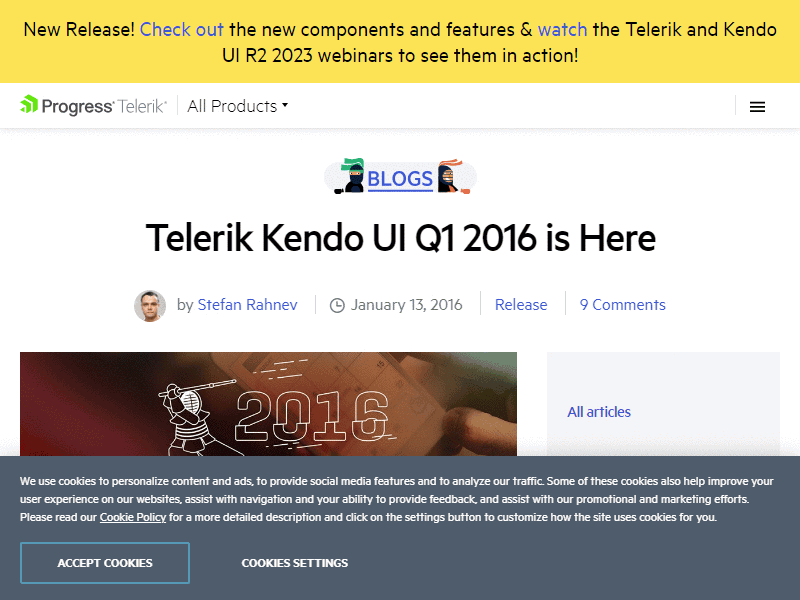 New Release! Check out the new components and features & watch the Telerik and Kendo
UI R2 2023 webinars to see them in action!
Progress Telerik All Products
BLOGS
Telerik Kendo UI Q1 2016 is Here
by Stefan Rahnev January 13, 2016 Release 9 Comments
2016
All articles
We use cookies to personalize content and ads, to provide social media features and to analyze our traffic. Some of these cookies also help improve your
user experience on our websites, assist with navigation and your ability to provide feedback, and assist with our promotional and marketing efforts.
Please read our Cookie Policy for a more detailed description and click on the settings button to customize how the site uses cookies for you.
ACCEPT COOKIES COOKIES SETTINGS